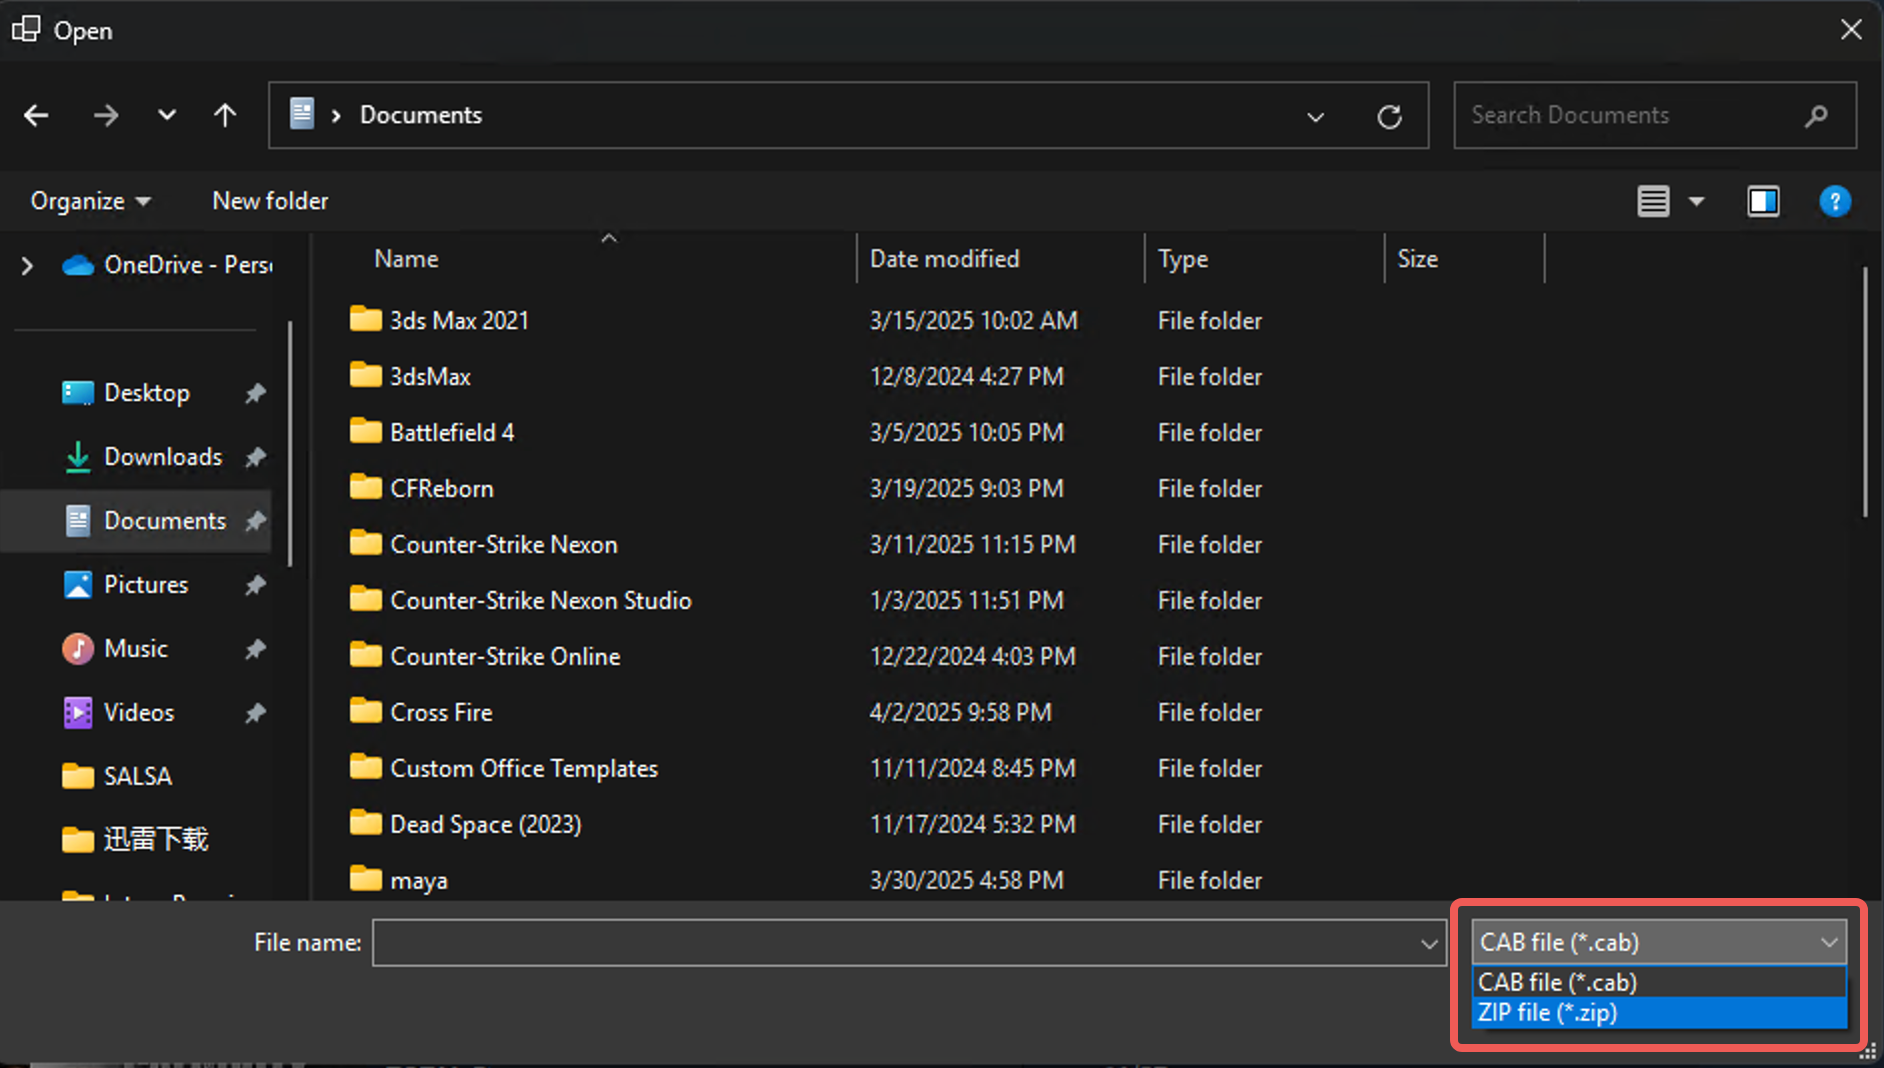 Open
Documents
Search Documents
Organize
New folder
Name Date modified Type Size
OneDrive - Pers
Desktop
Downloads
Documents
Pictures
Music
Videos
SALSA
迅雷下载
3ds Max 2021 3/15/2025 10:02 AM File folder
3dsMax 12/8/2024 4:27 PM File folder
Battlefield 4 3/5/2025 10:05 PM File folder
CFReborn 3/19/2025 9:03 PM File folder
Counter-Strike Nexon 3/11/2025 11:15 PM File folder
Counter-Strike Nexon Studio 1/3/2025 11:51 PM File folder
Counter-Strike Online 12/22/2024 4:03 PM File folder
Cross Fire 4/2/2025 9:58 PM File folder
Custom Office Templates 11/11/2024 8:45 PM File folder
Dead Space (2023) 11/17/2024 5:32 PM File folder
maya 3/30/2025 4:58 PM File folder
File name:
CAB file (*.cab)
CAB file (*.cab)
ZIP file (*.zip)